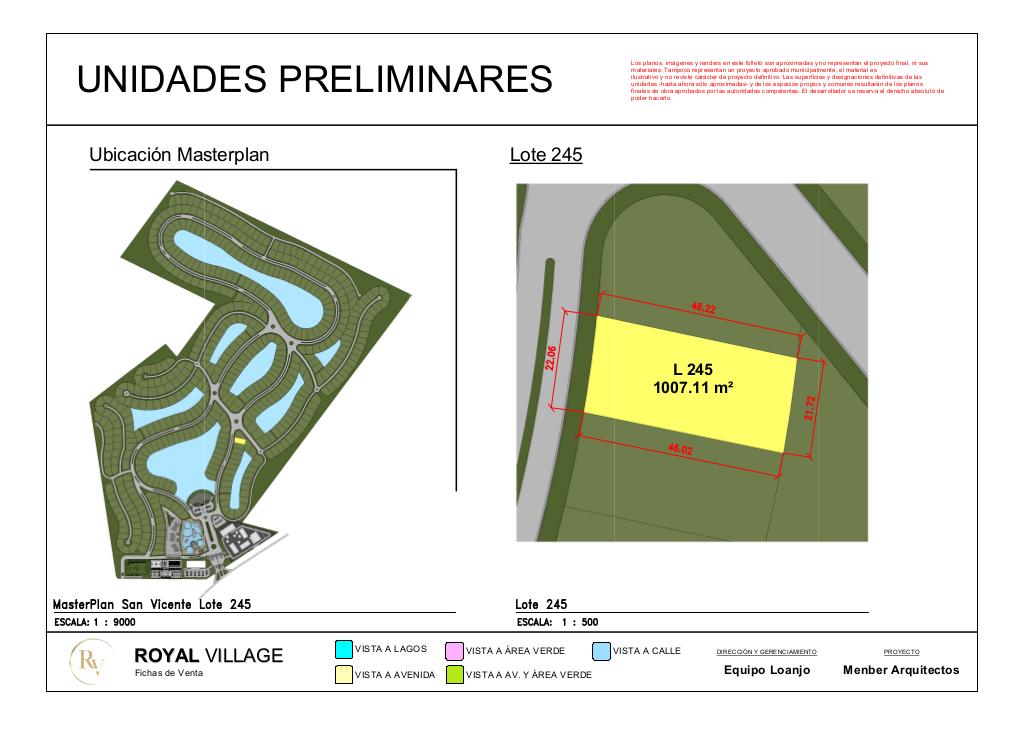 UNIDADES PRELIMINARES
Los planos, imágenes y renders en este folleto son aproximadas y no representan el proyecto final, ni sus
materiales. Tampoco representan un proyecto aprobado municipalmente, el material es
ilustrativo y no reviste carácter de proyecto definitivo. Las superficies y designaciones definitivas de las
unidades -hasta ahora sólo aproximadas- y de los espacios propios y comunes resultarán de los planos
finales de obra aprobados por las autoridades competentes. El desarrollador se reserva el derecho absoluto de
poder hacerlo.
Ubicación Masterplan
Lote 245
46.22
22.06
L 245
1007.11 m²
21.72
46.02
MasterPlan San Vicente Lote 245
ESCALA: 1 : 9000
Lote 245
ESCALA: 1 : 500
RV
ROYAL VILLAGE
Fichas de Venta
VISTA A LAGOS
VISTA A ÁREA VERDE
VISTA A CALLE
VISTA A AVENIDA
VISTA A AV. Y ÁREA VERDE
DIRECCIÓN Y GERENCIAMIENTO
Equipo Loanjo
PROYECTO
Menber Arquitectos